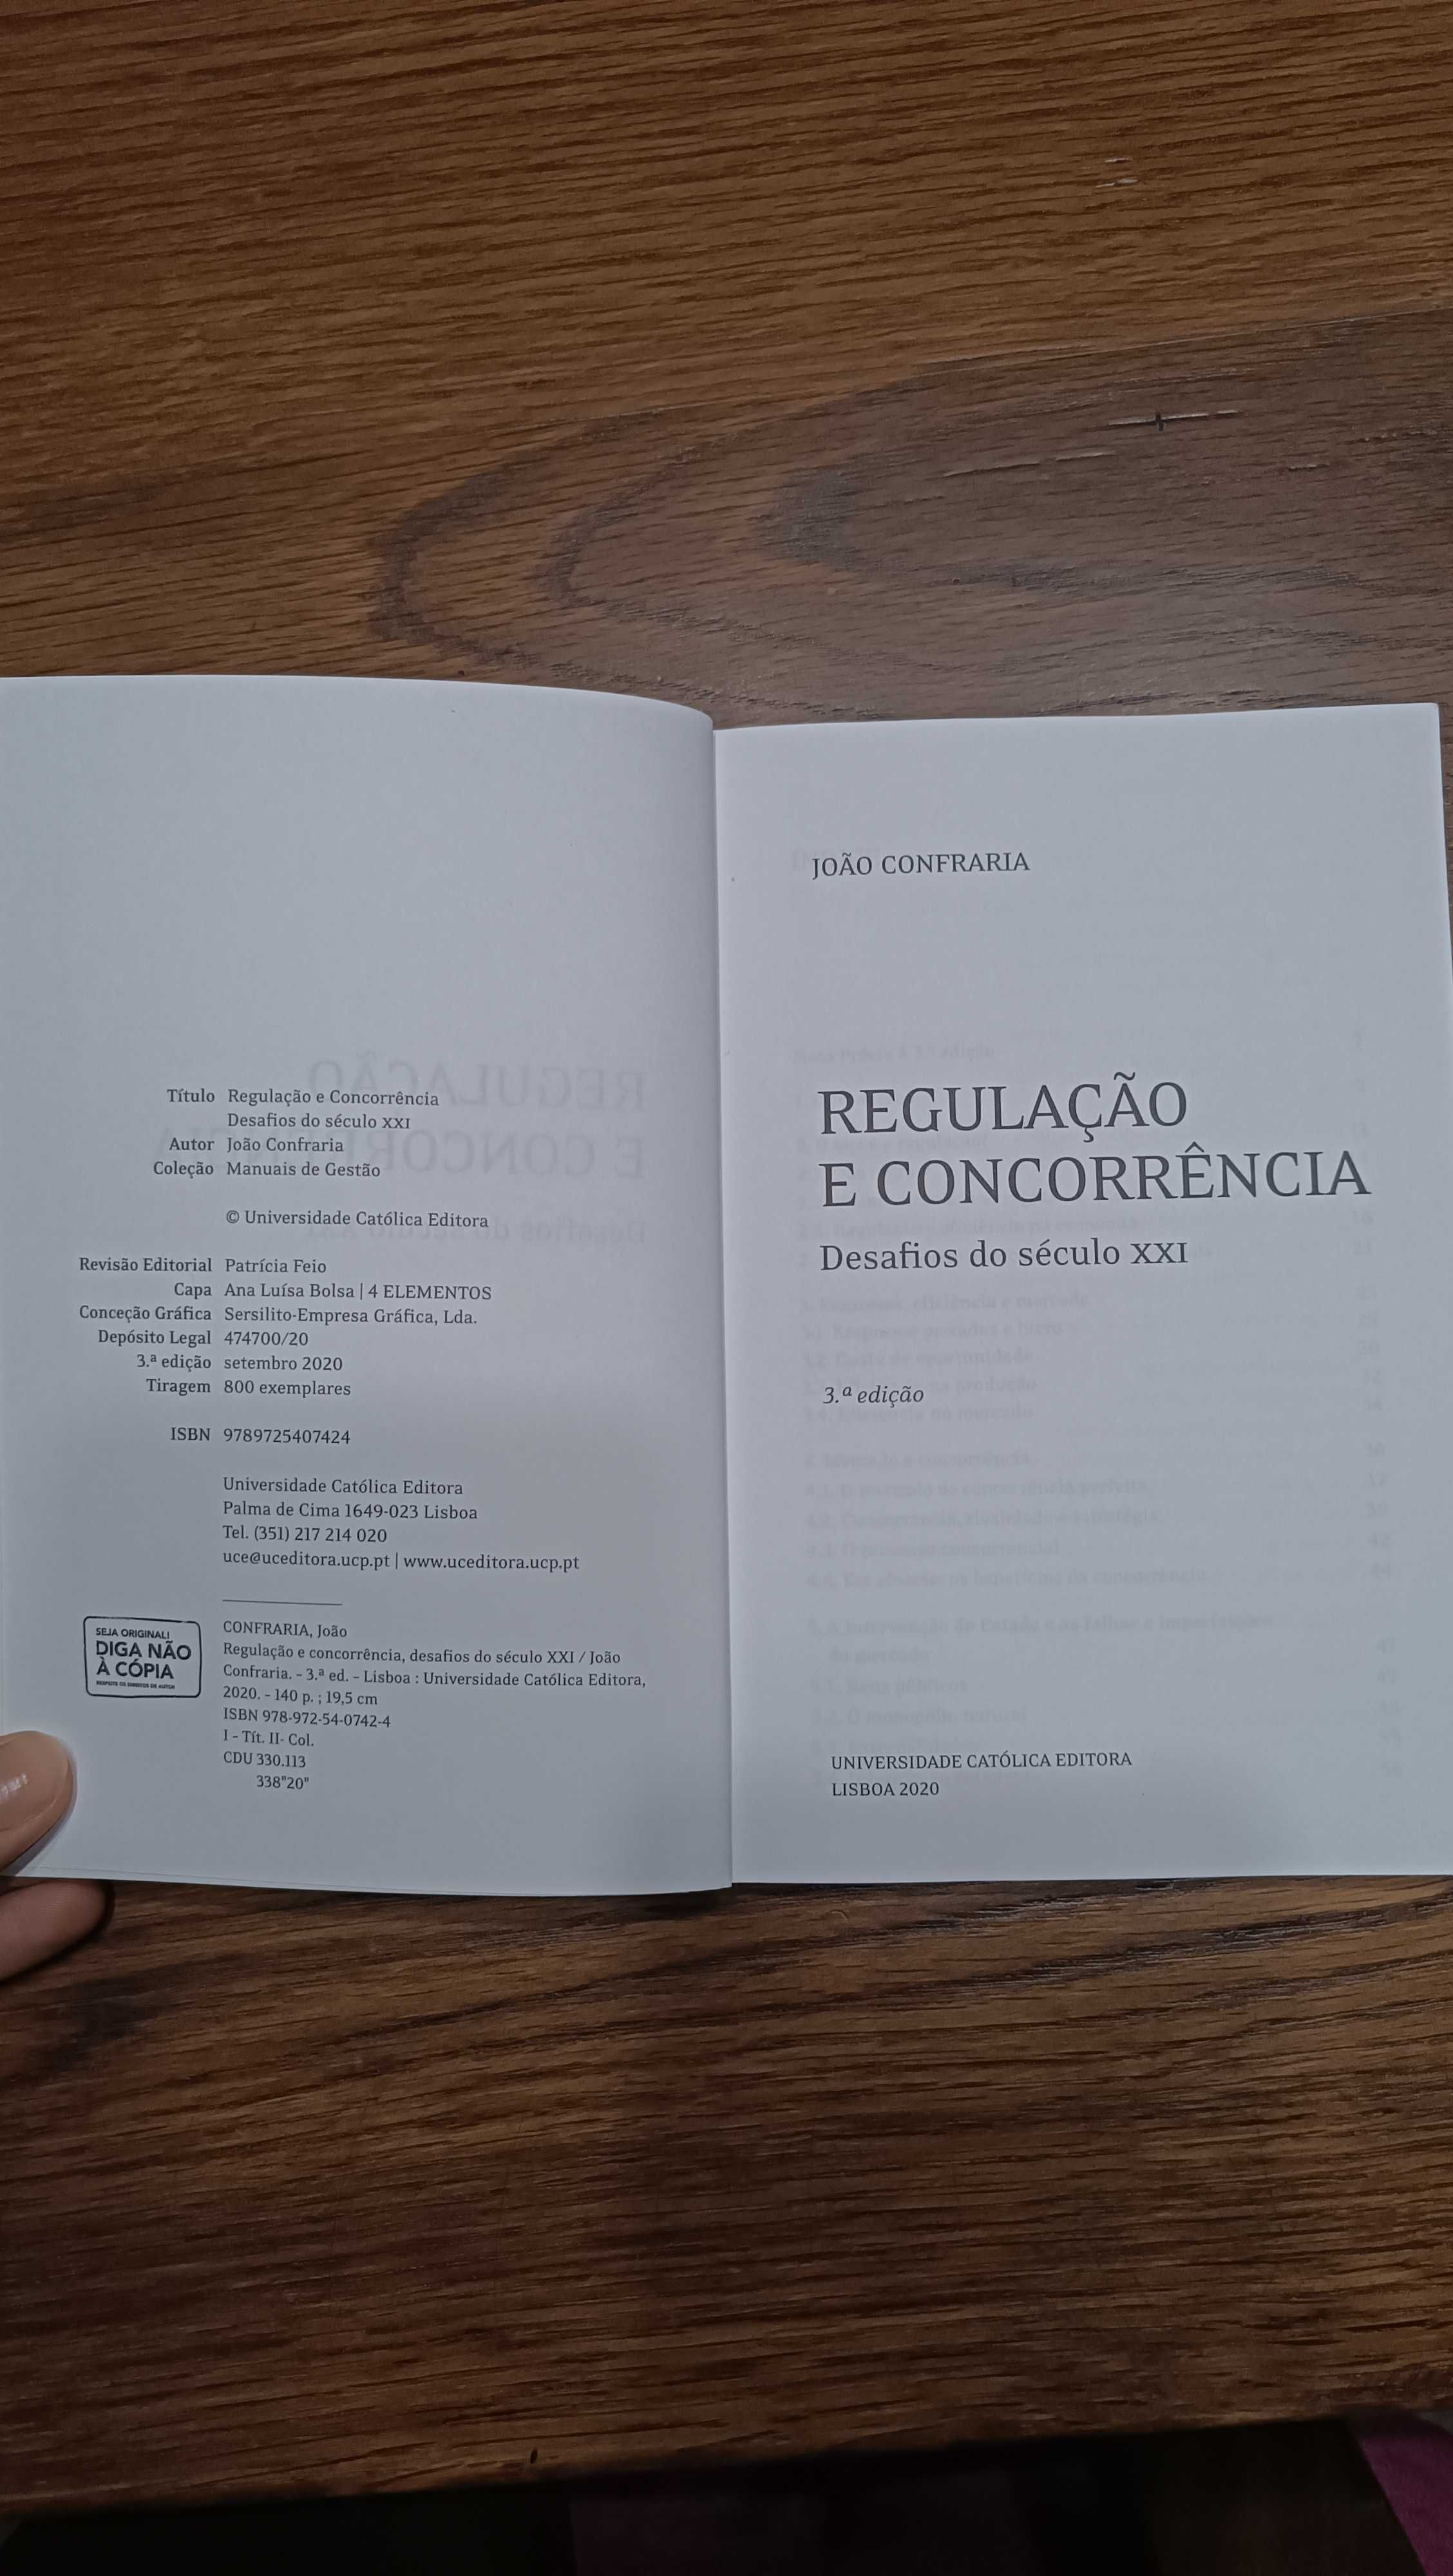 Título Regulação e Concorrência
Desafios do século XXI
Autor João Confraria
Coleção Manuais de Gestão
© Universidade Católica Editora
Revisão Editorial Patrícia Feio
Capa Ana Luísa Bolsa | 4 ELEMENTOS
Conceção Gráfica Sersilito-Empresa Gráfica, Lda.
Depósito Legal 474700/20
3.ª edição setembro 2020
Tiragem 800 exemplares
ISBN 9789725407424
Universidade Católica Editora
Palma de Cima 1649-023 Lisboa
Tel. (351) 217 214 020
uce@uceditora.ucp.pt | www.uceditora.ucp.pt
SEJA ORIGINAL!
DIGA NÃO
À CÓPIA
RESPEITE OS DIREITOS DE AUTOR
CONFRARIA, João
Regulação e concorrência, desafios do século XXI / João
Confraria. – 3.ª ed. – Lisboa : Universidade Católica Editora,
2020. – 140 p. ; 19,5 cm
ISBN 978-972-54-0742-4
I – Tít. II- Col.
CDU 330.113
338"20"
JOÃO CONFRARIA
REGULAÇÃO
E CONCORRÊNCIA
Desafios do século XXI
3.ª edição
UNIVERSIDADE CATÓLICA EDITORA
LISBOA 2020